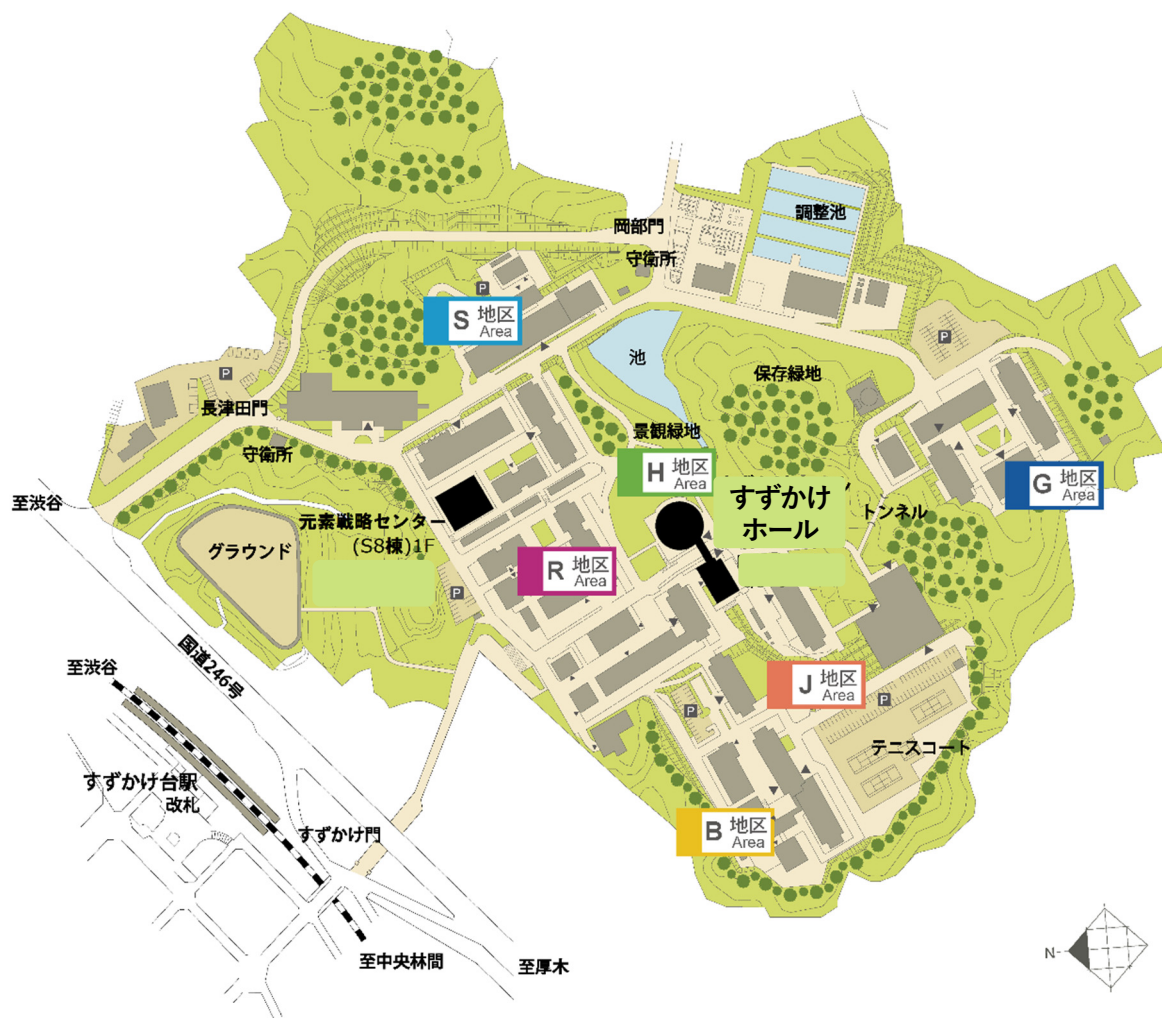 岡部門
調整池
守衛所
P
S 地区
Area
池
P
P
保存緑地
長津田門
景観緑地
守衛所
H 地区
Area
G 地区
Area
すずかけ
ホール
トンネル
至渋谷
元素戦略センター
(S8棟)1F
グラウンド
R 地区
Area
P
国道246号
至渋谷
J 地区
Area
P
P
テニスコート
すずかけ台駅
改札
すずかけ門
B 地区
Area
N
至中央林間
至厚木